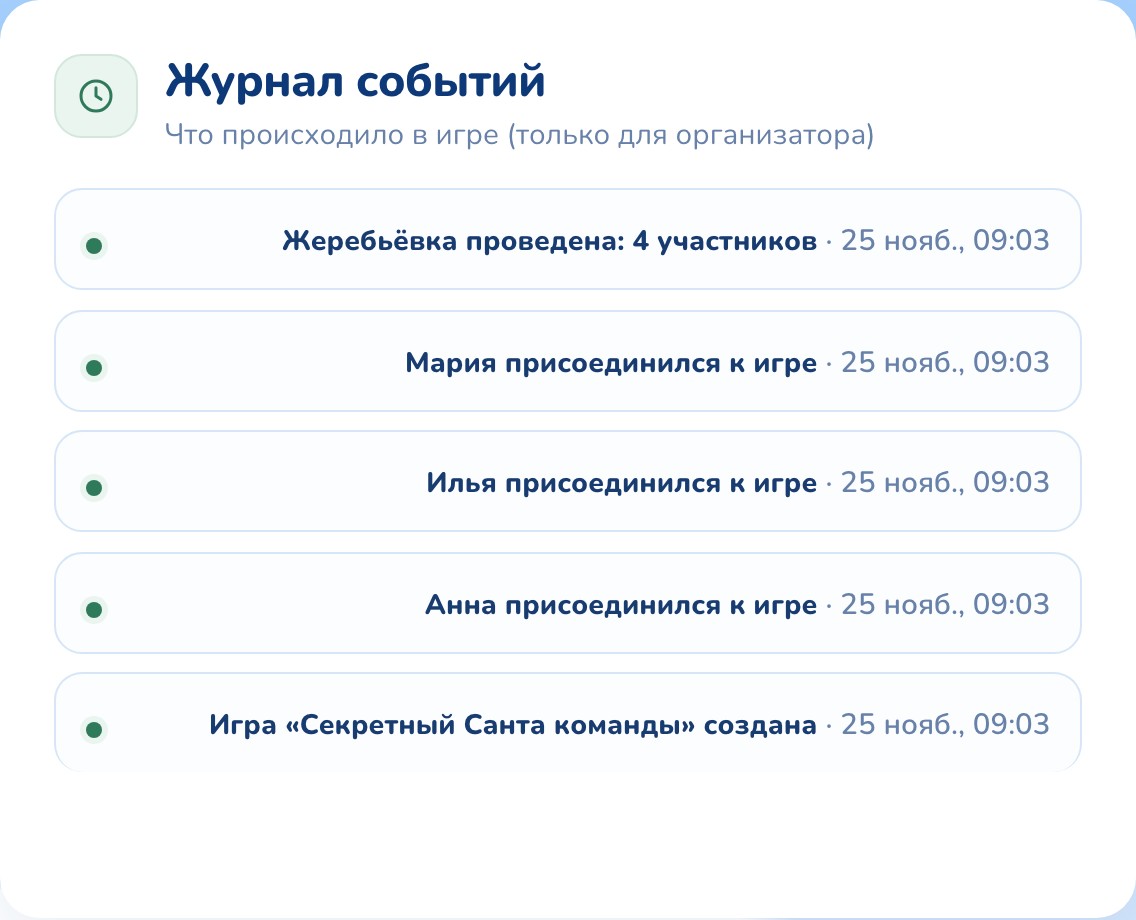 Журнал событий
Что происходило в игре (только для организатора)
Жеребьёвка проведена: 4 участников · 25 нояб., 09:03
Мария присоединился к игре · 25 нояб., 09:03
Илья присоединился к игре · 25 нояб., 09:03
Анна присоединился к игре · 25 нояб., 09:03
Игра «Секретный Санта команды» создана · 25 нояб., 09:03